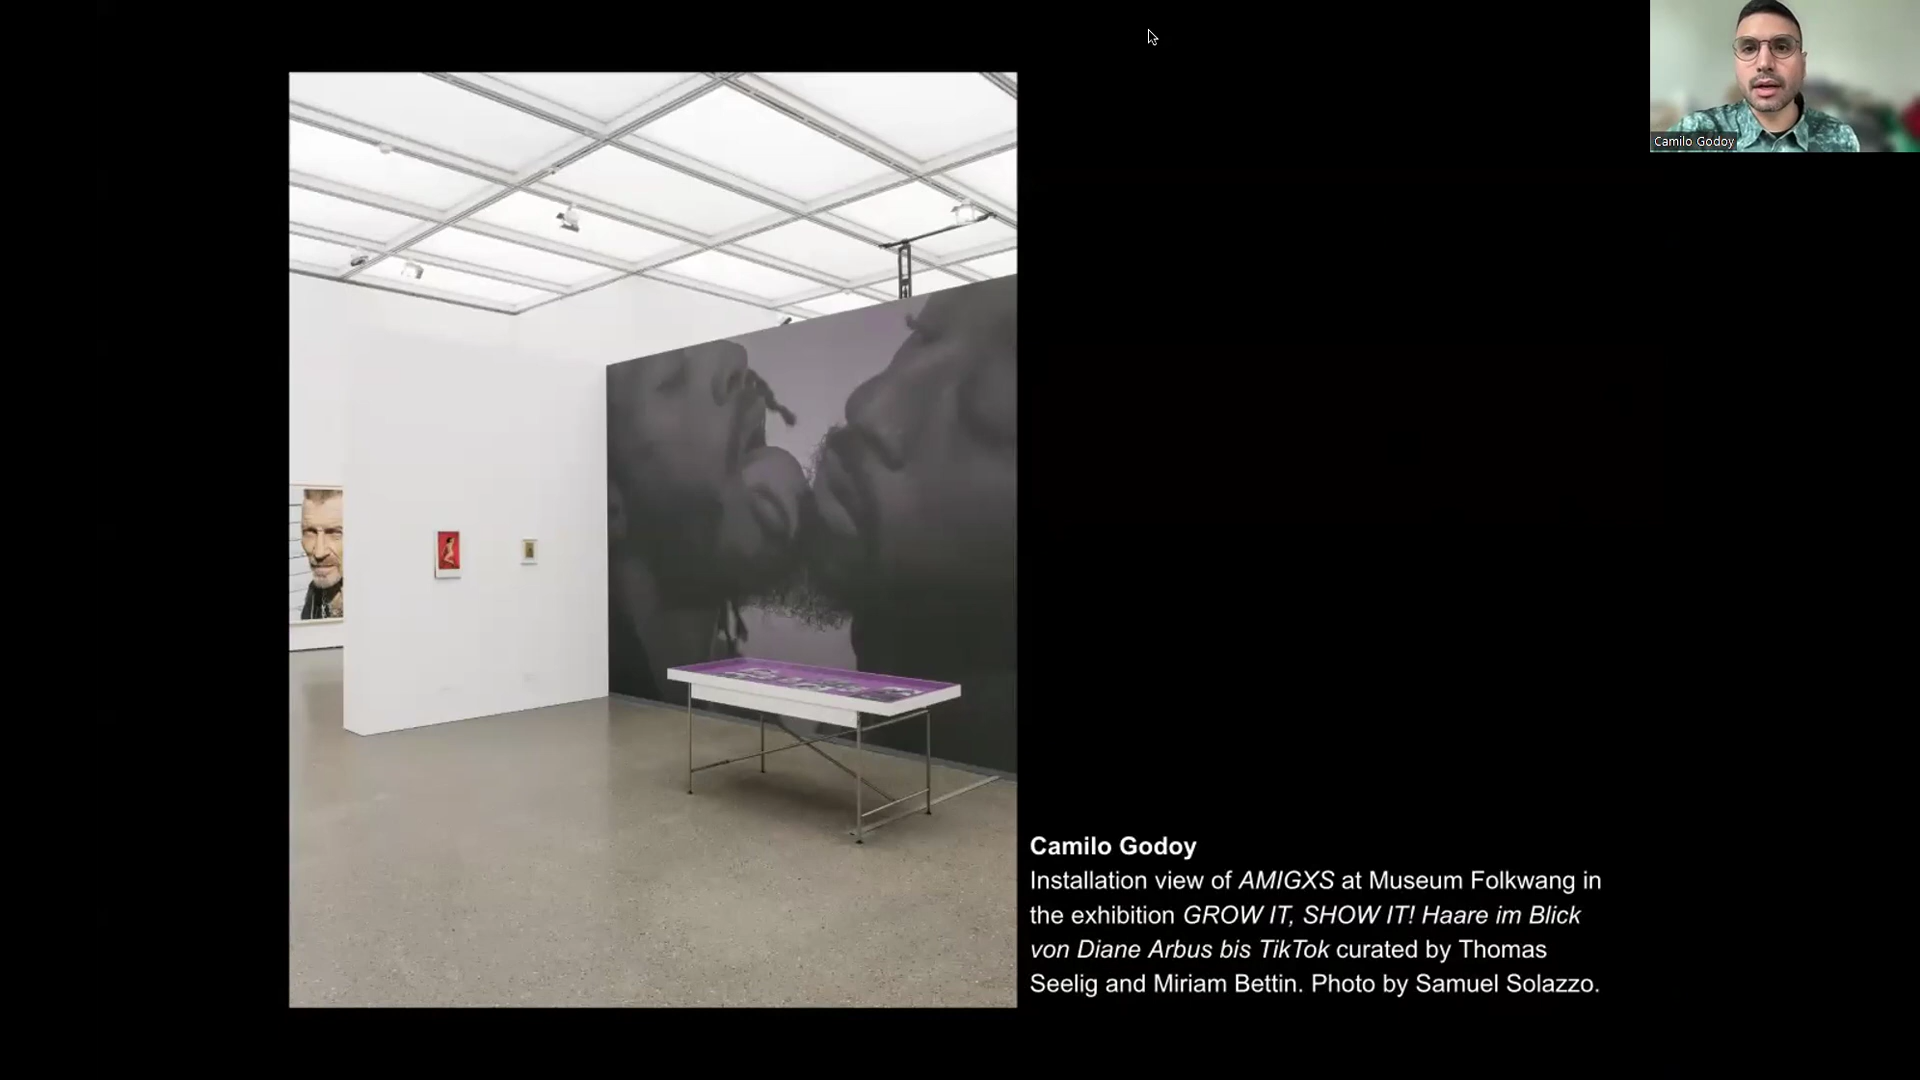 Camilo Godoy
Camilo Godoy
Installation view of AMIGXS at Museum Folkwang in
the exhibition GROW IT, SHOW IT! Haare im Blick
von Diane Arbus bis TikTok curated by Thomas
Seelig and Miriam Bettin. Photo by Samuel Solazzo.